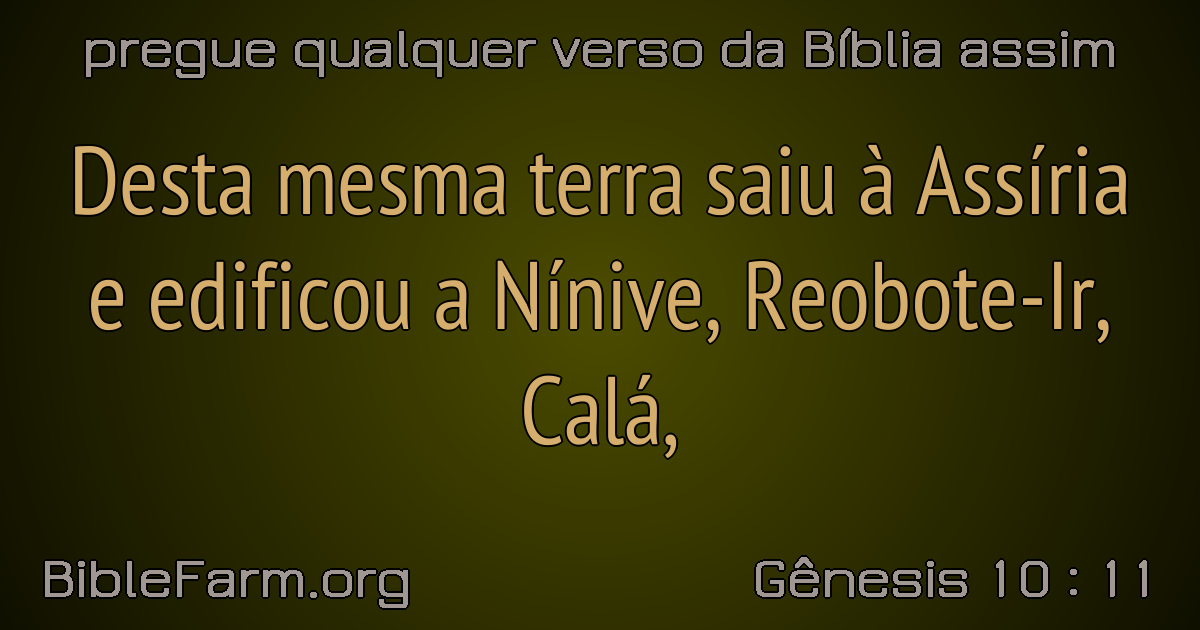 pregue qualquer verso da Bíblia assim
Desta mesma terra saiu à Assíria
e edificou a Nínive, Reobote-Ir,
Calá,
BibleFarm.org
Gênesis 10 : 11